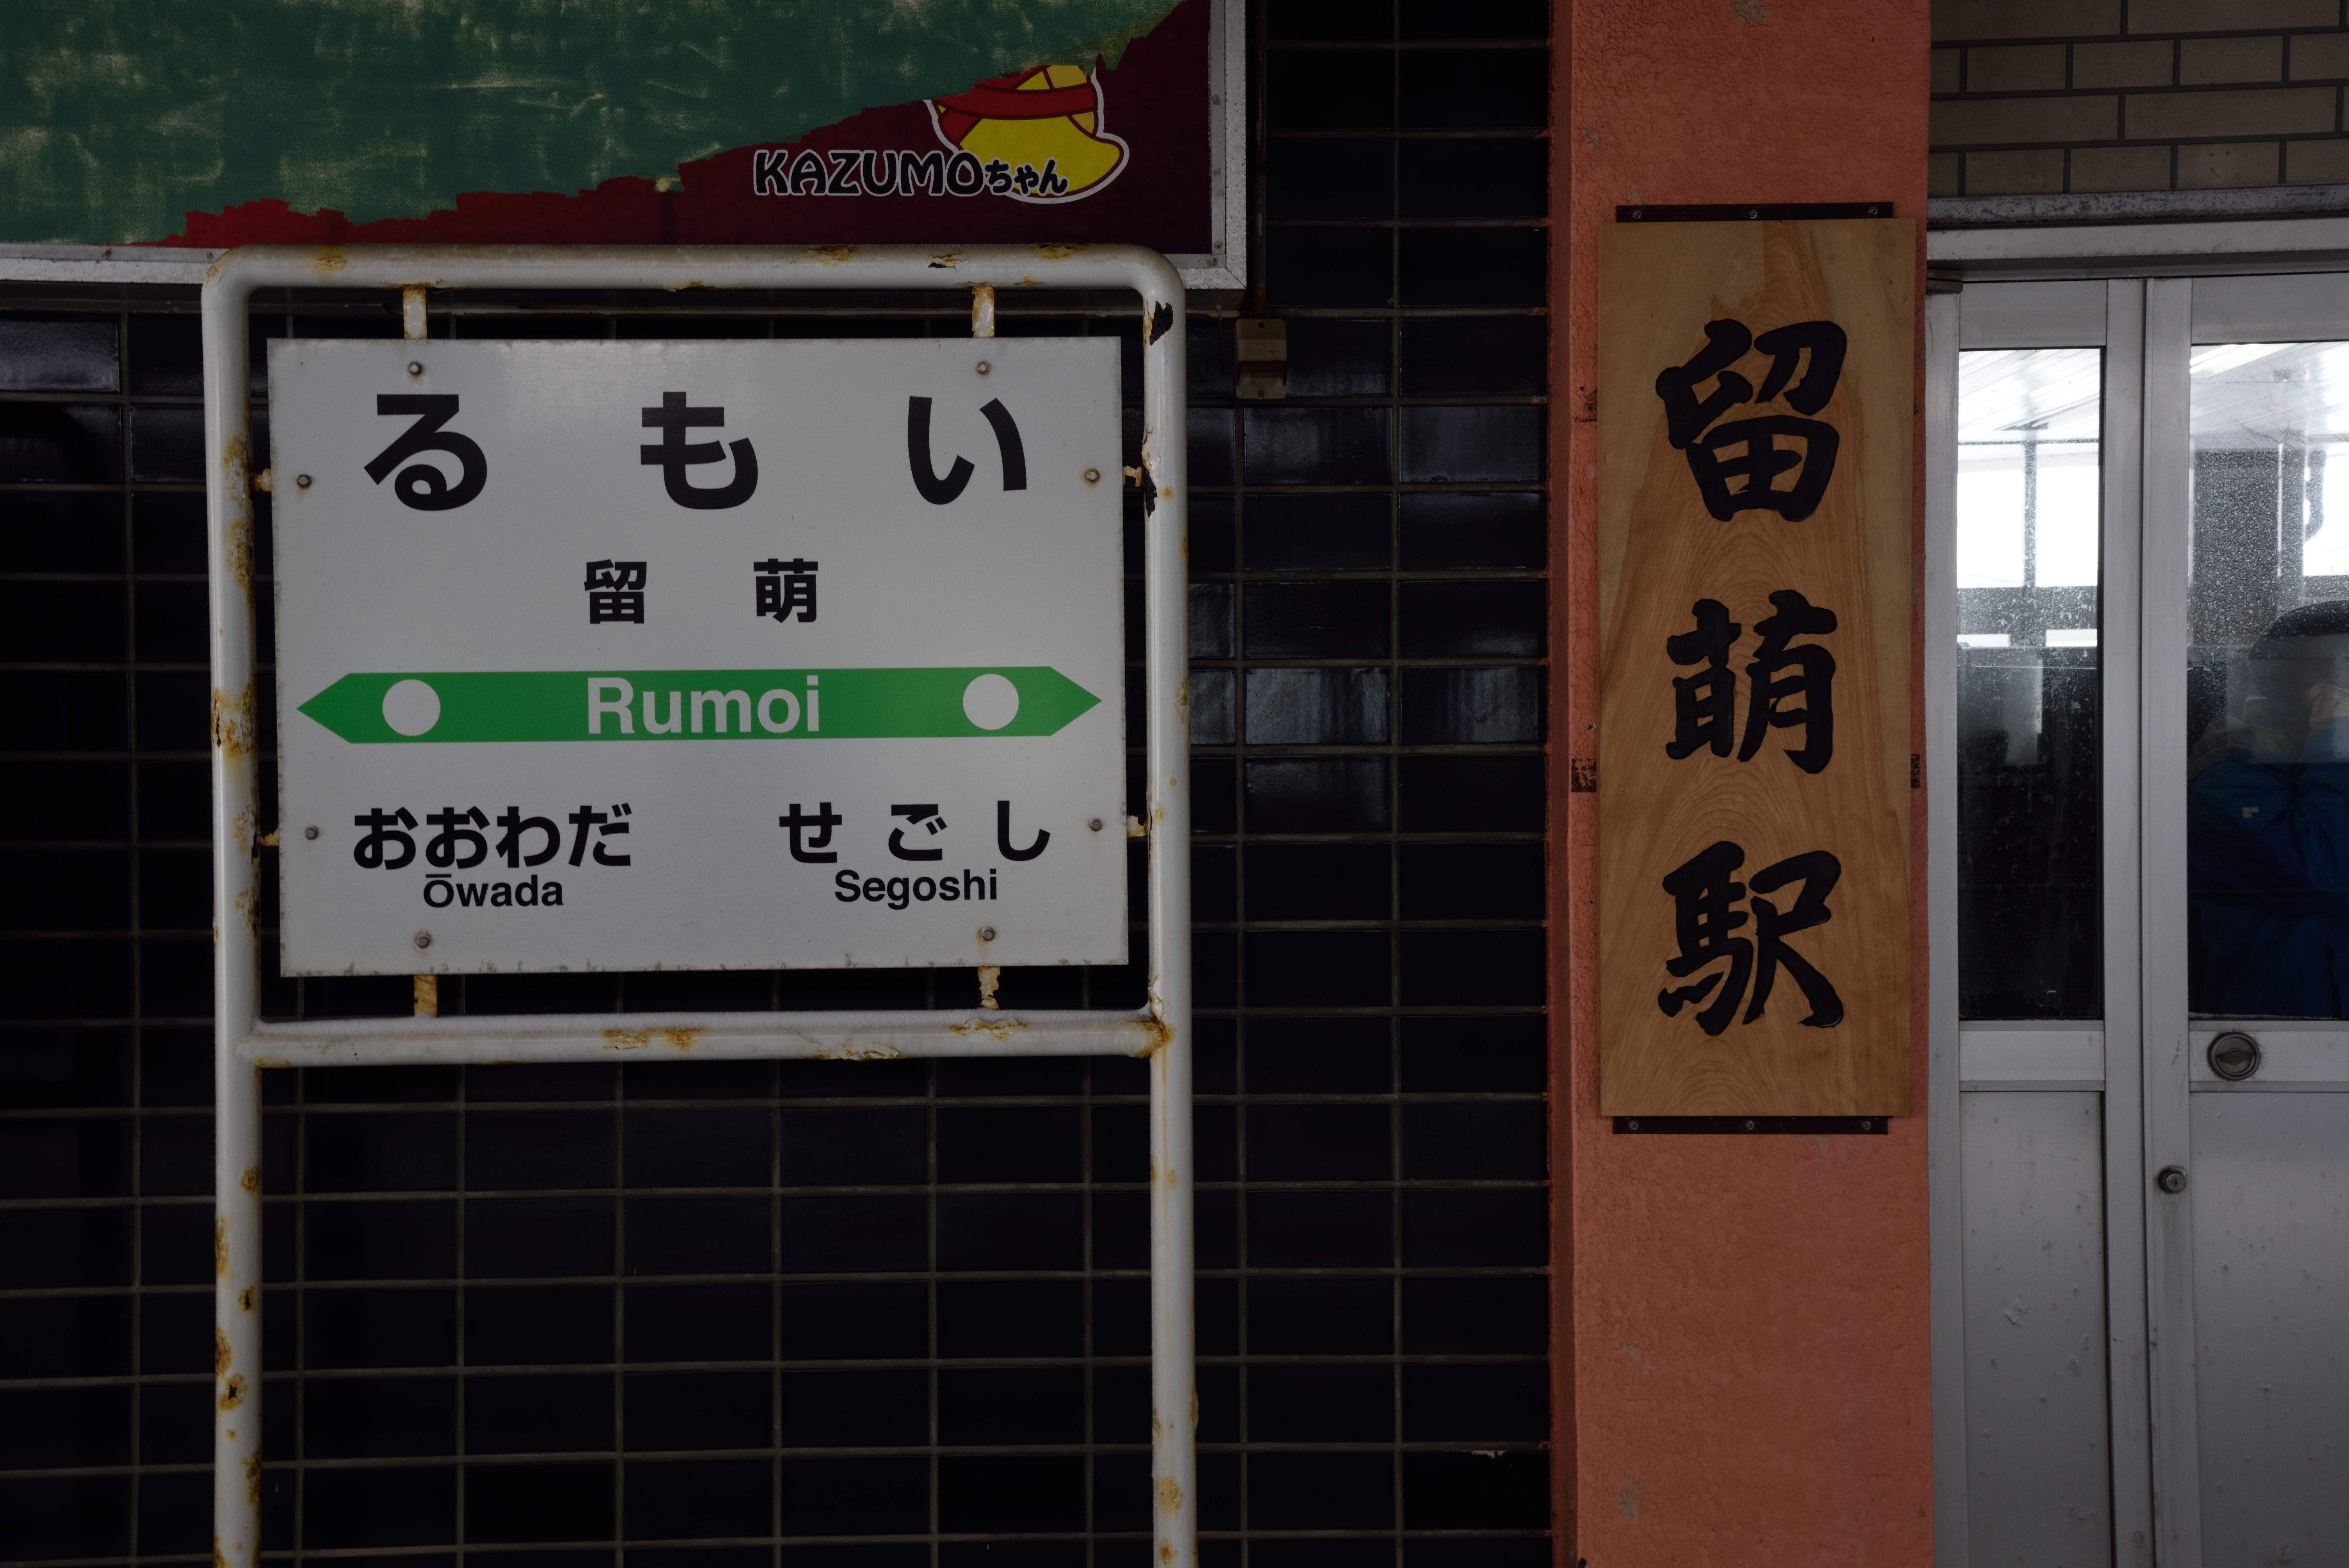 KAZUMOちゃん
るもい
留萌
Rumoi
おおわだ
Ōwada
せごし
Segoshi
留萌駅